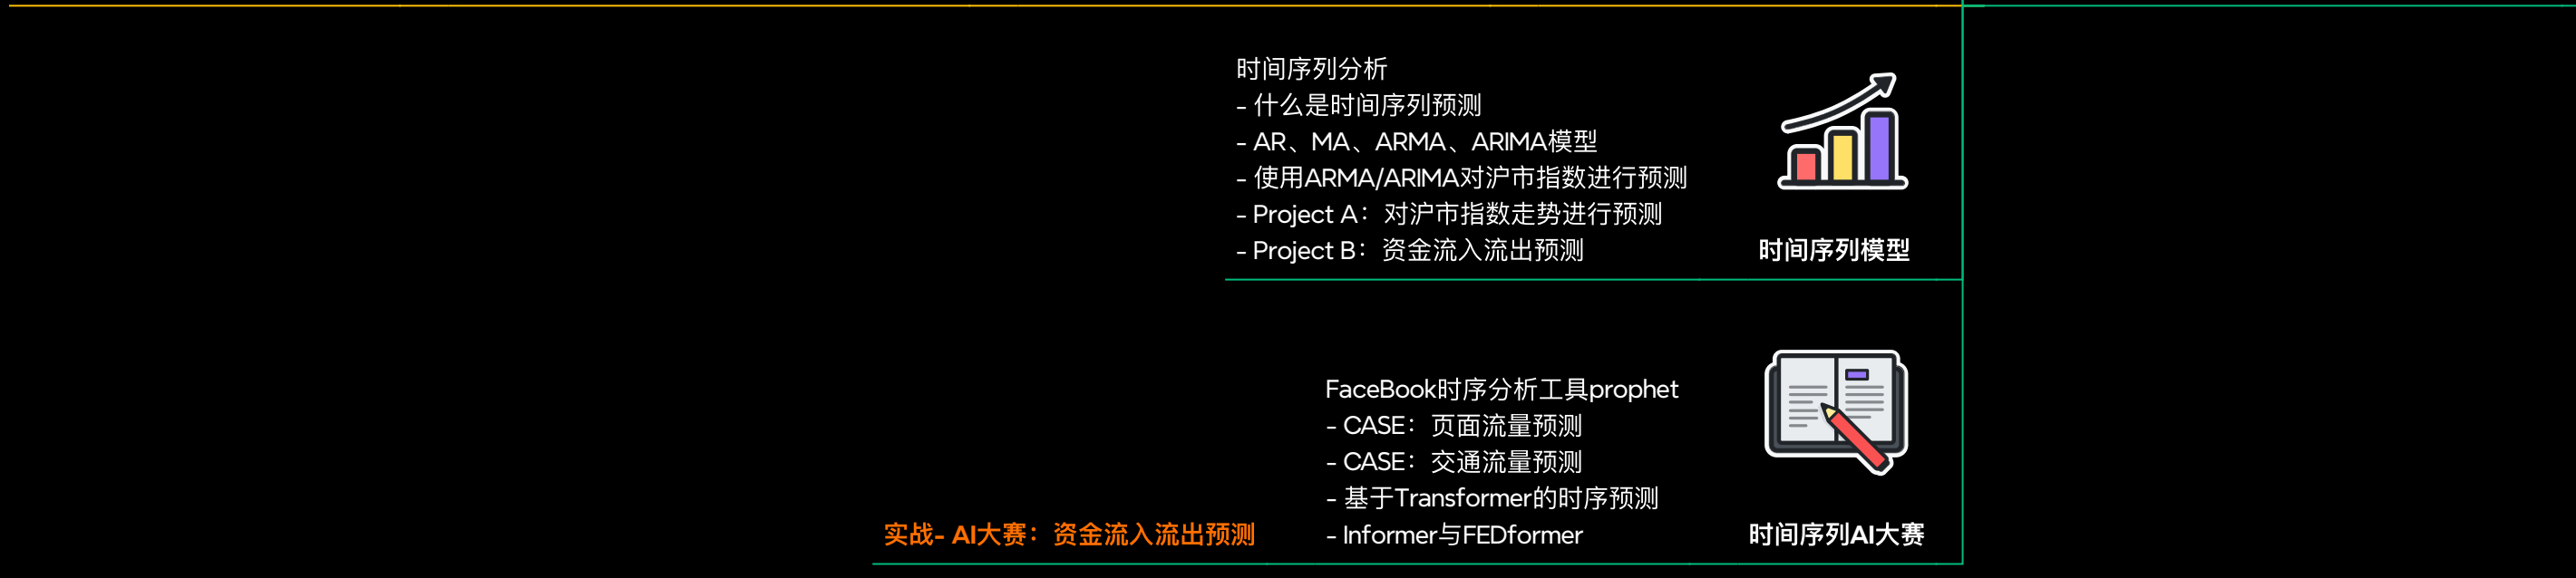 时间序列分析
- 什么是时间序列预测
- AR、MA、ARMA、ARIMA模型
- 使用ARMA/ARIMA对沪市指数进行预测
- Project A：对沪市指数走势进行预测
- Project B：资金流入流出预测
时间序列模型
FaceBook时序分析工具prophet
- CASE：页面流量预测
- CASE：交通流量预测
- 基于Transformer的时序预测
- Informer与FEDformer
时间序列AI大赛
实战- AI大赛：资金流入流出预测